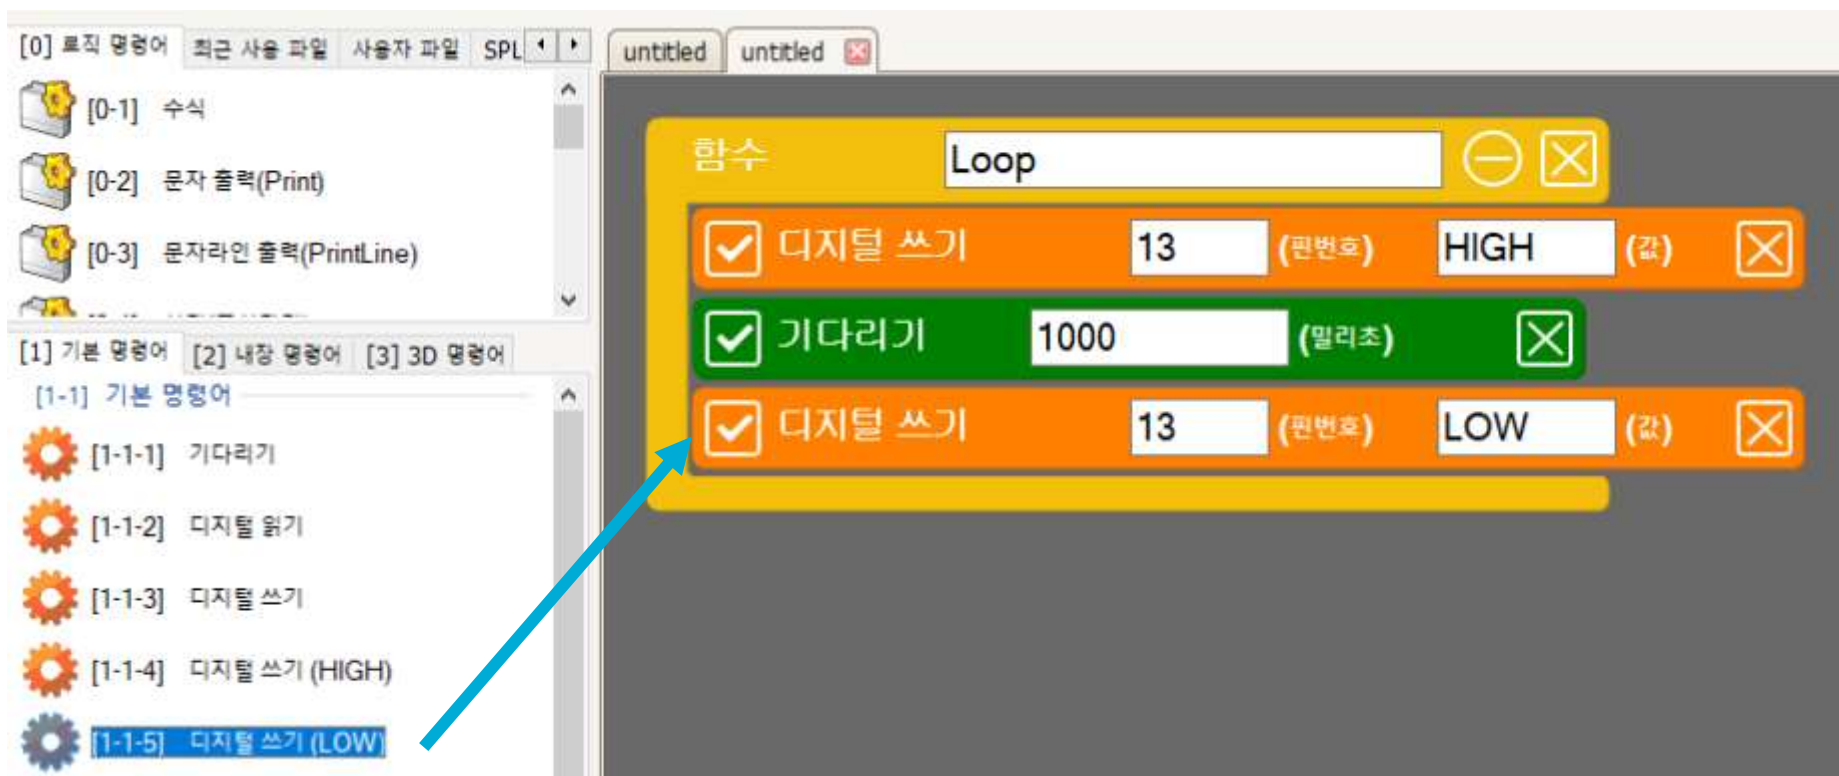 [0] 로직 명령어 최근 사용 파일 사용자 파일 SPL
[0-1] 수식
[0-2] 문자 출력(Print)
[0-3] 문자라인 출력(PrintLine)
[1] 기본 명령어 [2] 내장 명령어 [3] 3D 명령어
[1-1] 기본 명령어
[1-1-1] 기다리기
[1-1-2] 디지털 읽기
[1-1-3] 디지털 쓰기
[1-1-4] 디지털 쓰기 (HIGH)
[1-1-5] 디지털 쓰기 (LOW)
untitled untitled
함수 Loop
디지털 쓰기 13 (핀번호) HIGH (값)
기다리기 1000 (밀리초)
디지털 쓰기 13 (핀번호) LOW (값)